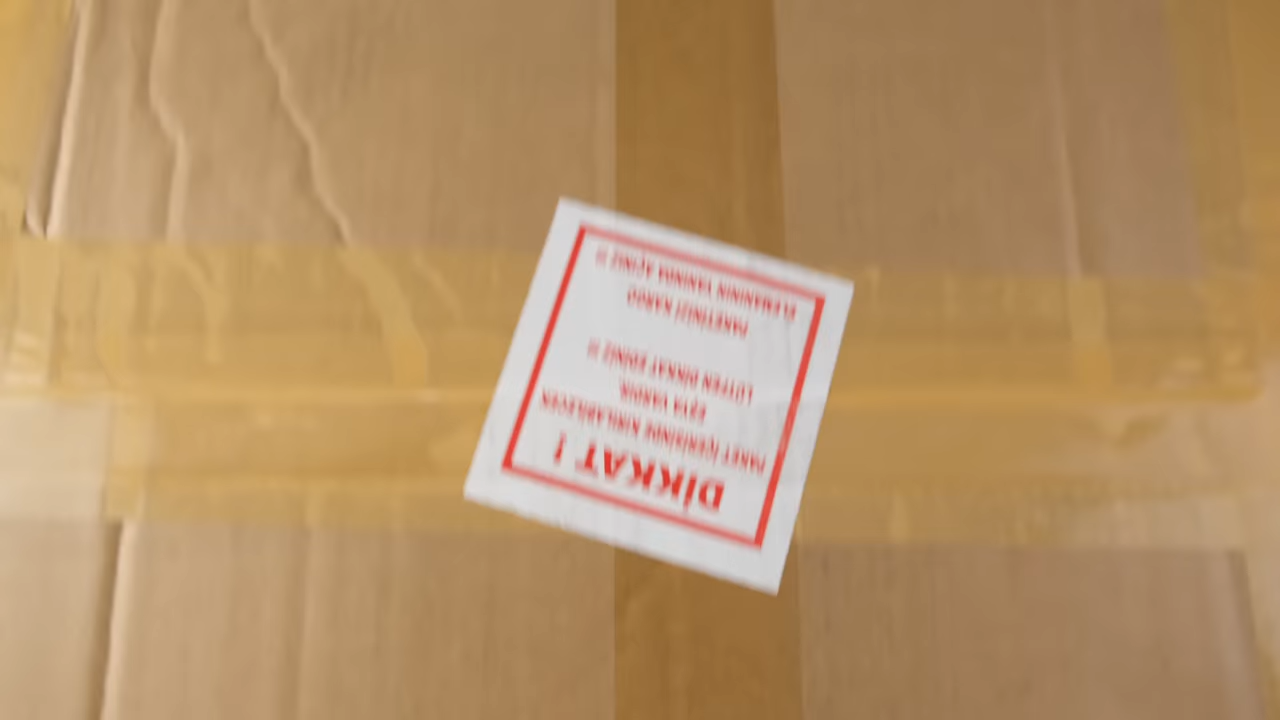 DİKKAT !
PAKET İÇERİSİNDE KIRILABİLECEK
EŞYA VARDIR.
LÜTFEN DİKKAT EDİNİZ !!!
PAKETİNİZİ KARGO
ELEMANININ YANINDA AÇINIZ !!!